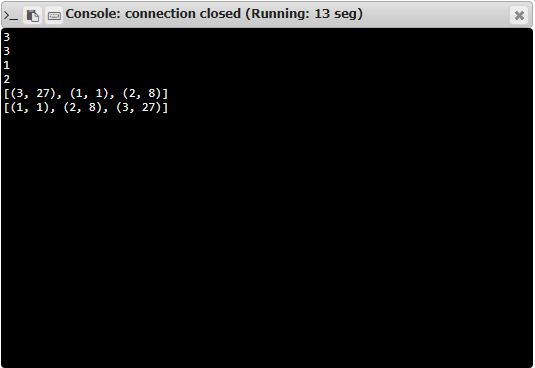 Console: connection closed (Running: 13 seg)
3
3
1
2
[(3, 27), (1, 1), (2, 8)]
[(1, 1), (2, 8), (3, 27)]